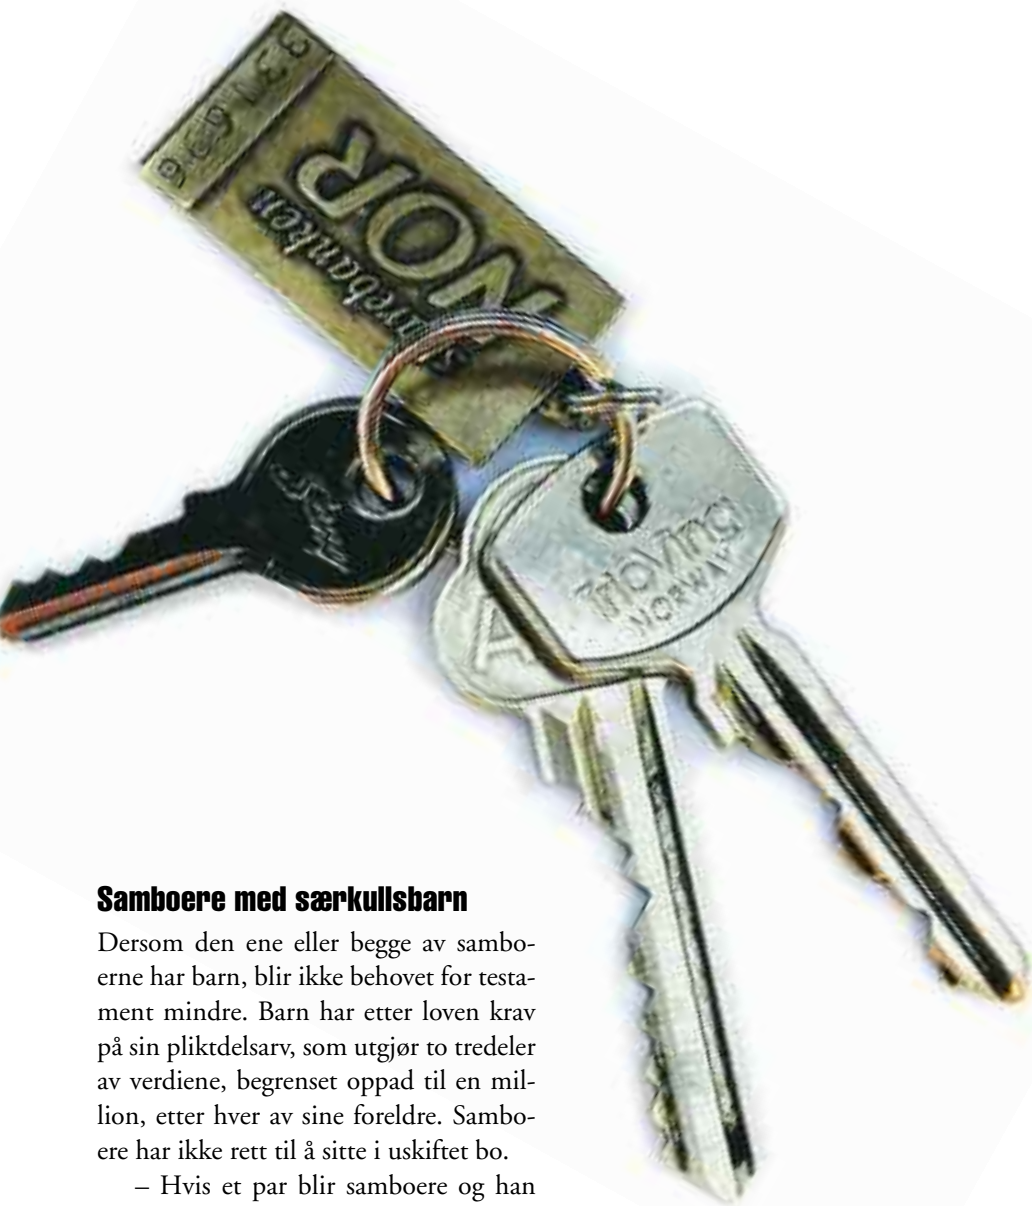 NOR
Sparebanken
Trioving
NORWAY
A
Samboere med særkullsbarn
Dersom den ene eller begge av sambo-
erne har barn, blir ikke behovet for testa-
ment mindre. Barn har etter loven krav
på sin pliktdelsarv, som utgjør to tredeler
av verdiene, begrenset oppad til en mil-
lion, etter hver av sine foreldre. Sambo-
ere har ikke rett til å sitte i uskiftet bo.
– Hvis et par blir samboere og han